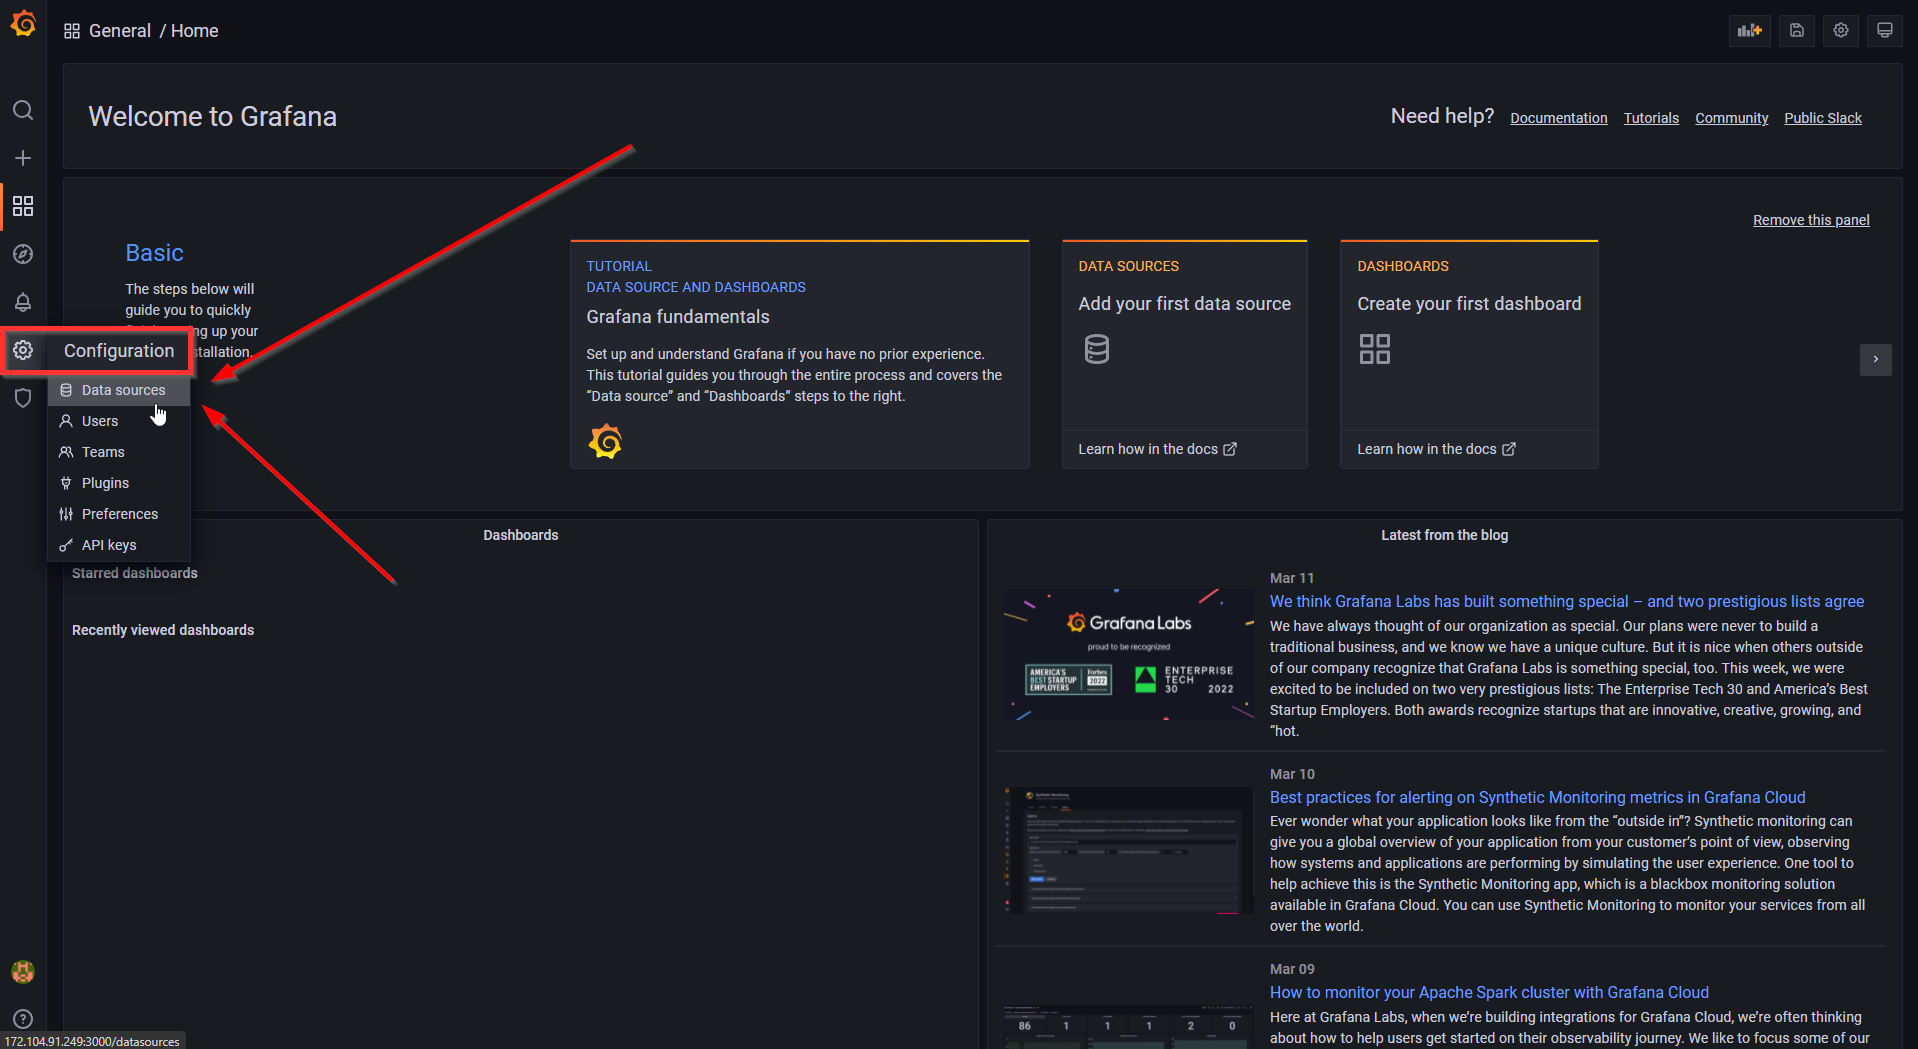 General / Home
Welcome to Grafana
Need help? Documentation Tutorials Community Public Slack
Remove this panel
Basic
The steps below will
guide you to quickly
ng up your
stallation.
TUTORIAL
DATA SOURCE AND DASHBOARDS
Grafana fundamentals
Set up and understand Grafana if you have no prior experience.
This tutorial guides you through the entire process and covers the
“Data source” and “Dashboards” steps to the right.
DATA SOURCES
Add your first data source
Learn how in the docs
DASHBOARDS
Create your first dashboard
Learn how in the docs
Configuration
Data sources
Users
Teams
Plugins
Preferences
API keys
Dashboards
Starred dashboards
Recently viewed dashboards
Latest from the blog
Grafana Labs
proud to be recognized
AMERICA'S
BEST STARTUP
EMPLOYERS
Forbes
2022
ENTERPRISE
TECH
30 2022
Mar 11
We think Grafana Labs has built something special – and two prestigious lists agree
We have always thought of our organization as special. Our plans were never to build a
traditional business, and we know we have a unique culture. But it is nice when others outside
of our company recognize that Grafana Labs is something special, too. This week, we were
excited to be included on two very prestigious lists: The Enterprise Tech 30 and America’s Best
Startup Employers. Both awards recognize startups that are innovative, creative, growing, and
“hot.
Mar 10
Best practices for alerting on Synthetic Monitoring metrics in Grafana Cloud
Ever wonder what your application looks like from the “outside in”? Synthetic monitoring can
give you a global overview of your application from your customer’s point of view, observing
how systems and applications are performing by simulating the user experience. One tool to
help achieve this is the Synthetic Monitoring app, which is a blackbox monitoring solution
available in Grafana Cloud. You can use Synthetic Monitoring to monitor your services from all
over the world.
Mar 09
How to monitor your Apache Spark cluster with Grafana Cloud
Here at Grafana Labs, when we’re building integrations for Grafana Cloud, we’re often thinking
about how to help users get started on their observability journey. We like to focus some of our
86 1 1 1 2 0
172.104.91.249:3000/datasources